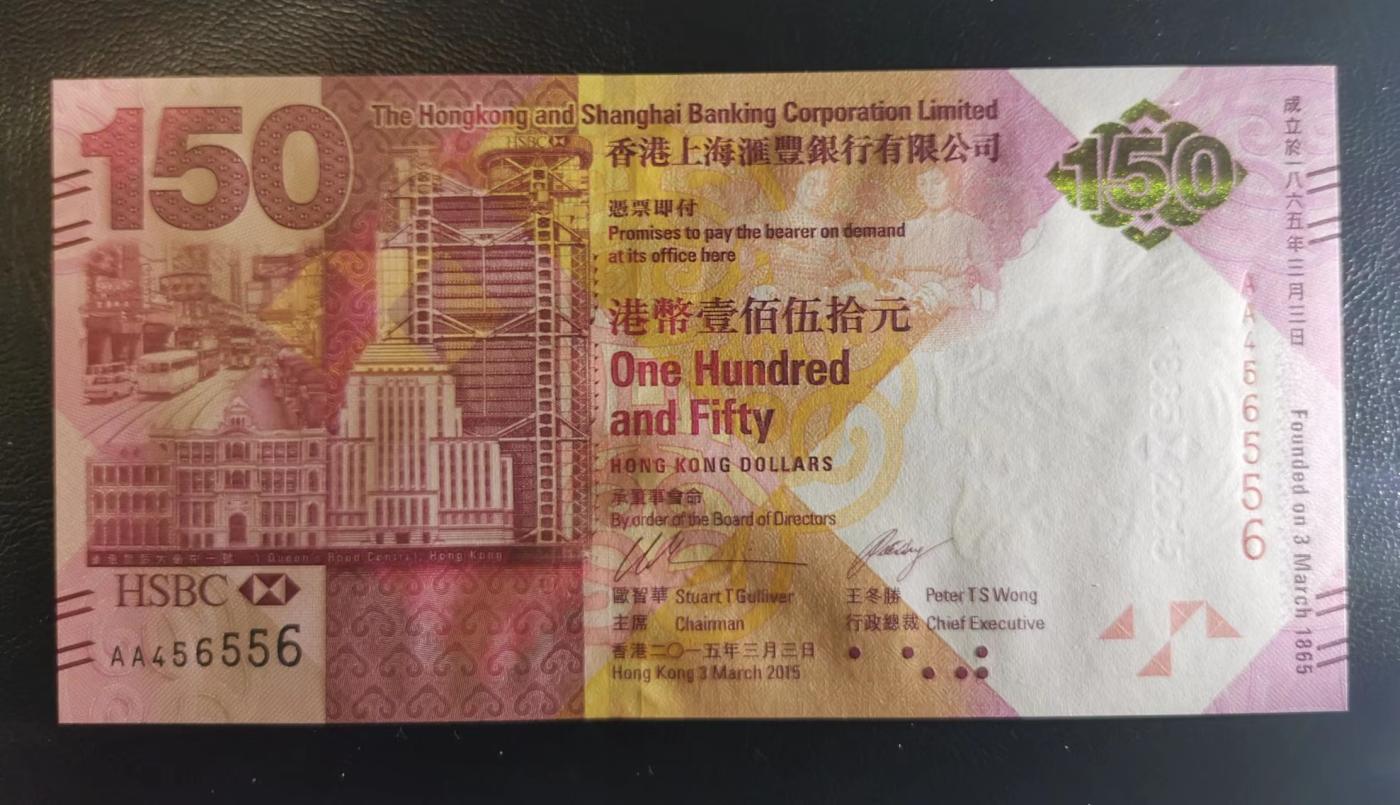 150
The Hongkong and Shanghai Banking Corporation Limited
HSBC
香港上海滙豐銀行有限公司
150
憑票即付
Promises to pay the bearer on demand
at its office here
港幣壹佰伍拾元
One Hundred
and Fifty
HONG KONG DOLLARS
承董事會命
By order of the Board of Directors
1 Queen's Road Central, Hong Kong
HSBC
AA456556
歐智華 Stuart T Gulliver
主席 Chairman
王冬勝 Peter T S Wong
行政總裁 Chief Executive
香港二〇一五年三月三日
Hong Kong 3 March 2015
AA456556
成立於一八六五年三月三日
Founded on 3 March 1865